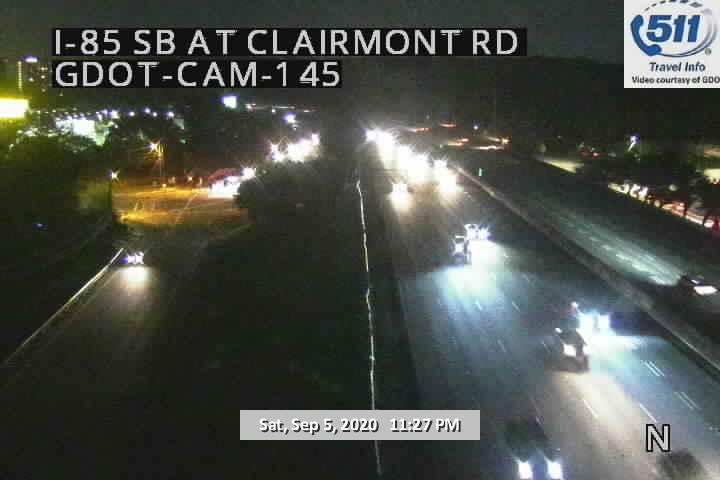 I-85 SB AT CLAIRMONT RD
GDOT-CAM-145
511
Travel Info
Video courtesy of GDO
Sat, Sep 5, 2020 11:27 PM
N